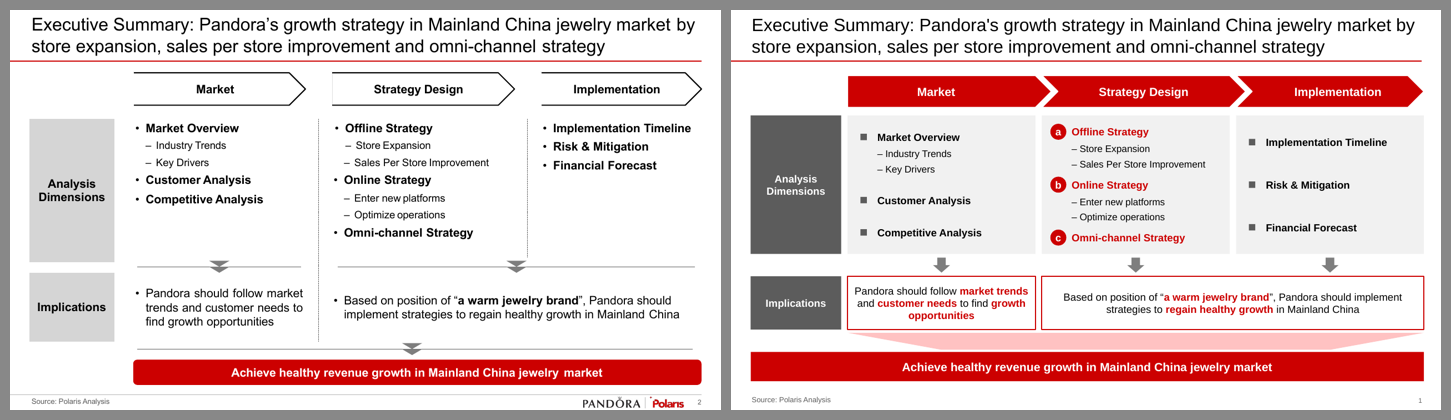 Executive Summary: Pandora’s growth strategy in Mainland China jewelry market by
store expansion, sales per store improvement and omni-channel strategy
Market
Strategy Design
Implementation
Analysis
Dimensions
• Market Overview
– Industry Trends
– Key Drivers
• Customer Analysis
• Competitive Analysis
• Offline Strategy
– Store Expansion
– Sales Per Store Improvement
• Online Strategy
– Enter new platforms
– Optimize operations
• Omni-channel Strategy
• Implementation Timeline
• Risk & Mitigation
• Financial Forecast
Implications
• Pandora should follow market
trends and customer needs to
find growth opportunities
• Based on position of “a warm jewelry brand”, Pandora should
implement strategies to regain healthy growth in Mainland China
Achieve healthy revenue growth in Mainland China jewelry market
Source: Polaris Analysis
PANDÖRA
Polaris
2
Executive Summary: Pandora's growth strategy in Mainland China jewelry market by
store expansion, sales per store improvement and omni-channel strategy
Market
Strategy Design
Implementation
Analysis
Dimensions
■ Market Overview
– Industry Trends
– Key Drivers
■ Customer Analysis
■ Competitive Analysis
a Offline Strategy
– Store Expansion
– Sales Per Store Improvement
b Online Strategy
– Enter new platforms
– Optimize operations
c Omni-channel Strategy
■ Implementation Timeline
■ Risk & Mitigation
■ Financial Forecast
Implications
Pandora should follow market trends
and customer needs to find growth
opportunities
Based on position of “a warm jewelry brand”, Pandora should implement
strategies to regain healthy growth in Mainland China
Achieve healthy revenue growth in Mainland China jewelry market
Source: Polaris Analysis
1